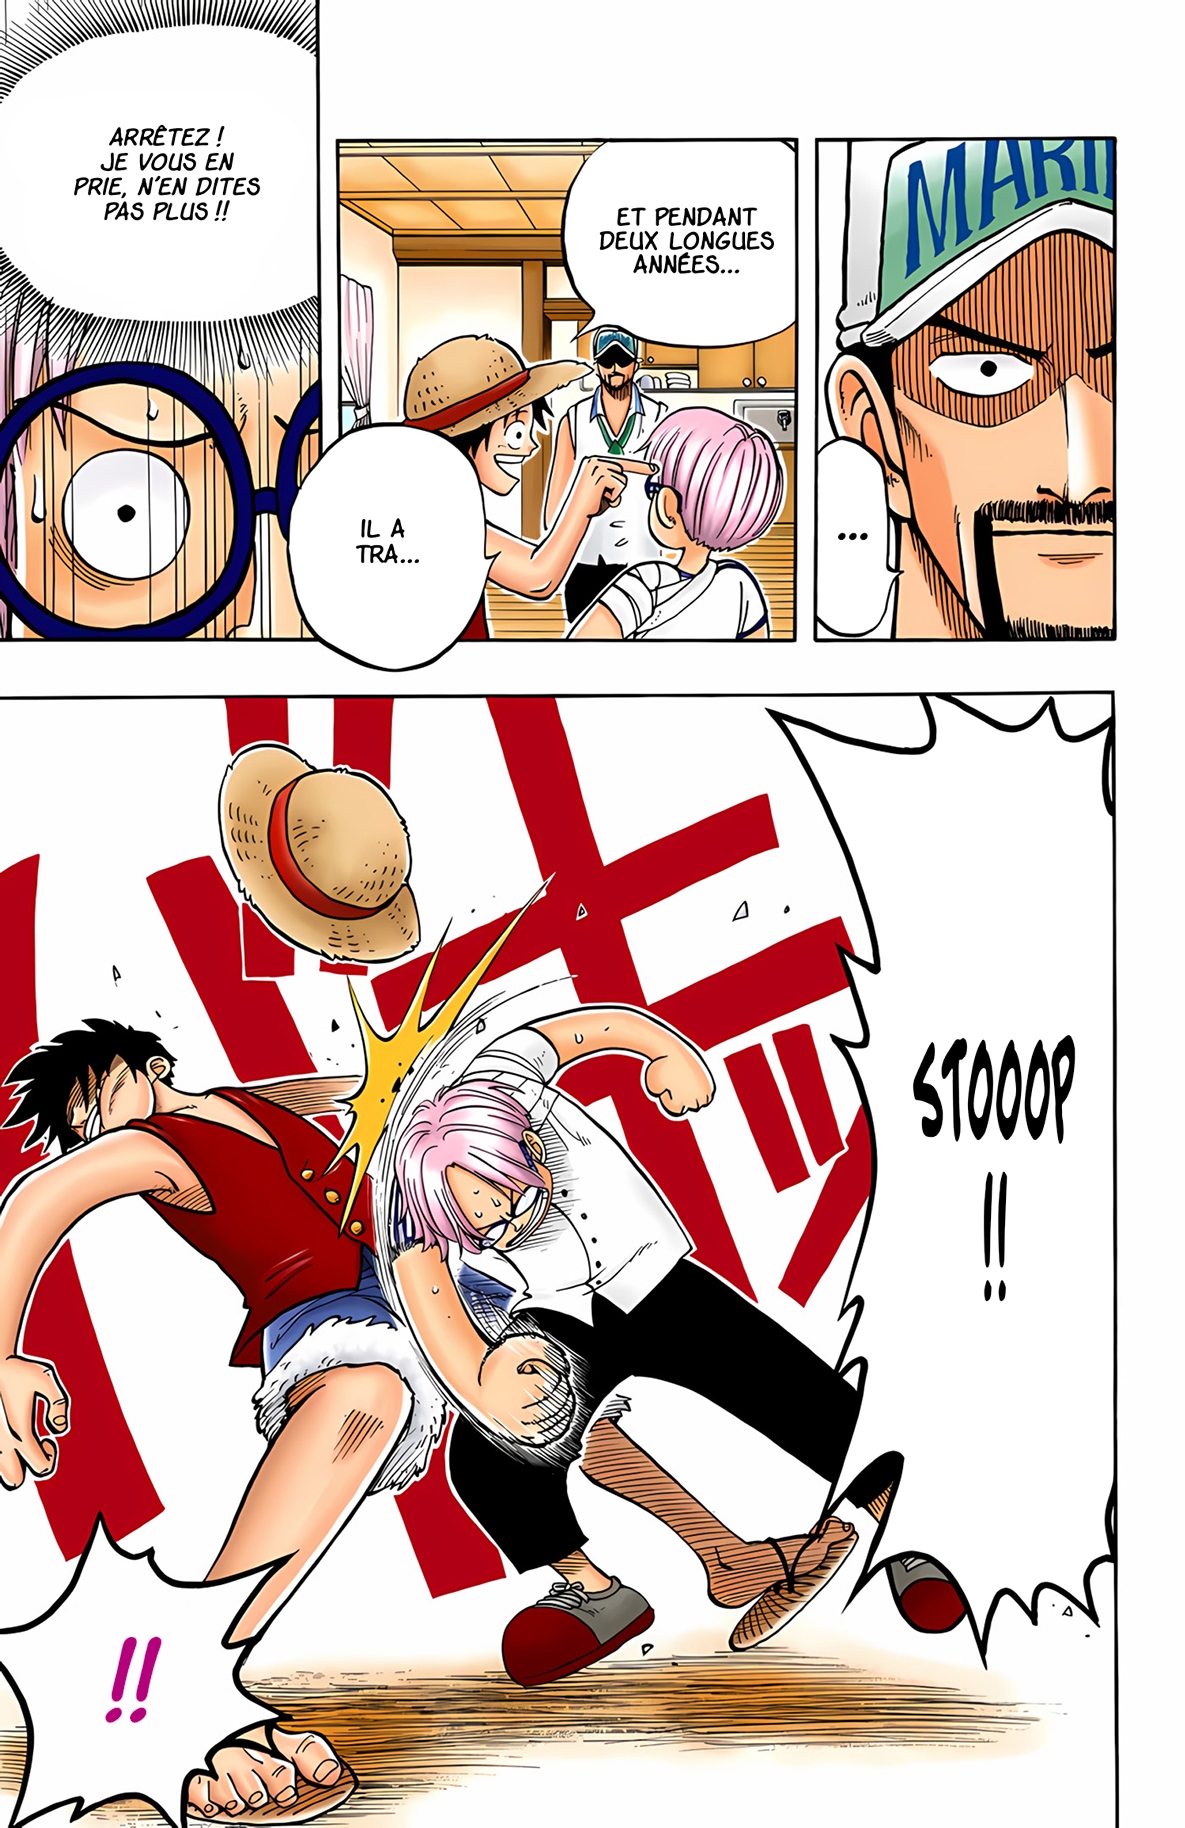 MARI
...
ET PENDANT
DEUX LONGUES
ANNÉES...
IL A
TRA...
ARRÊTEZ !
JE VOUS EN
PRIE, N'EN DITES
PAS PLUS !!
STOOOP
!!
!!